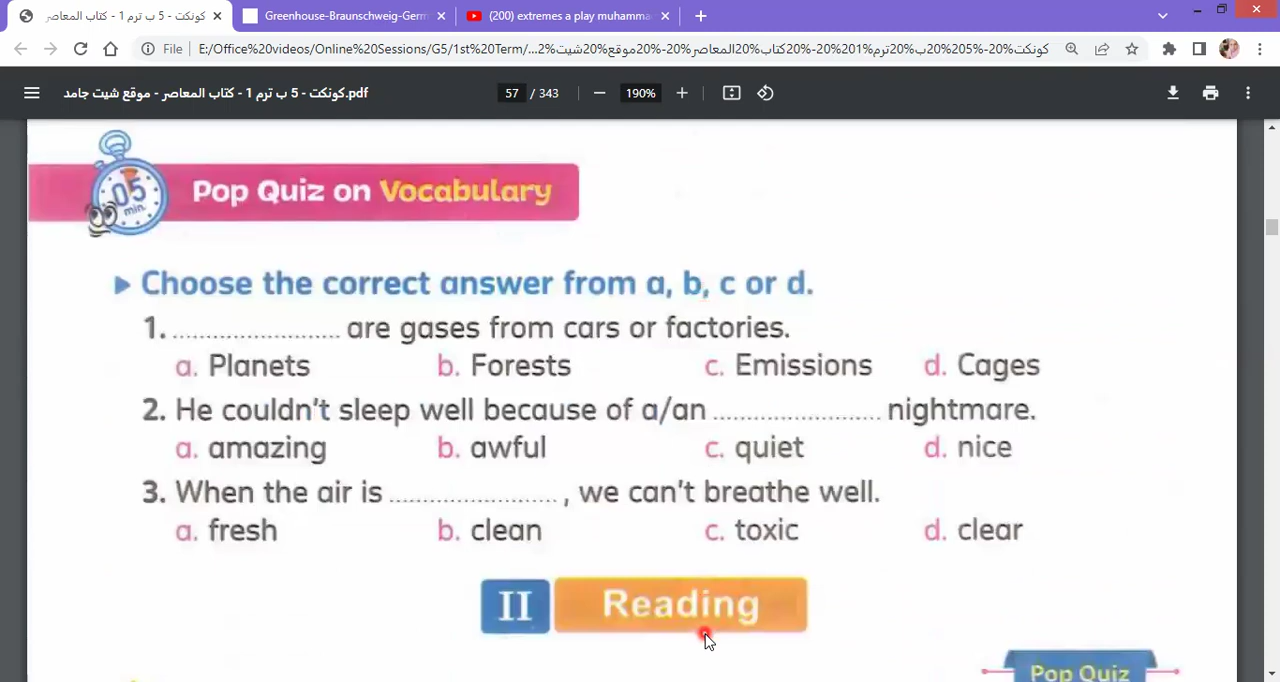 كونكت - 5 ب ترم 1 - كتاب المعاصر
Greenhouse-Braunschweig-Germ
(200) extremes a play muhamma
File
E:/Office%20videos/Online%20Sessions/G5/1st%20Term/...2%كونكت%20-%205%20ب%20ترم%201%20-%20كتاب%20المعاصر%20-%20موقع%20شيت
كونكت - 5 ب ترم 1 - كتاب المعاصر - موقع شيت جامد.pdf
57 / 343
190%
05 min.
Pop Quiz on Vocabulary
Choose the correct answer from a, b, c or d.
1. ........................ are gases from cars or factories.
a. Planets b. Forests c. Emissions d. Cages
2. He couldn't sleep well because of a/an ........................ nightmare.
a. amazing b. awful c. quiet d. nice
3. When the air is ........................ , we can't breathe well.
a. fresh b. clean c. toxic d. clear
II Reading
Pop Quiz